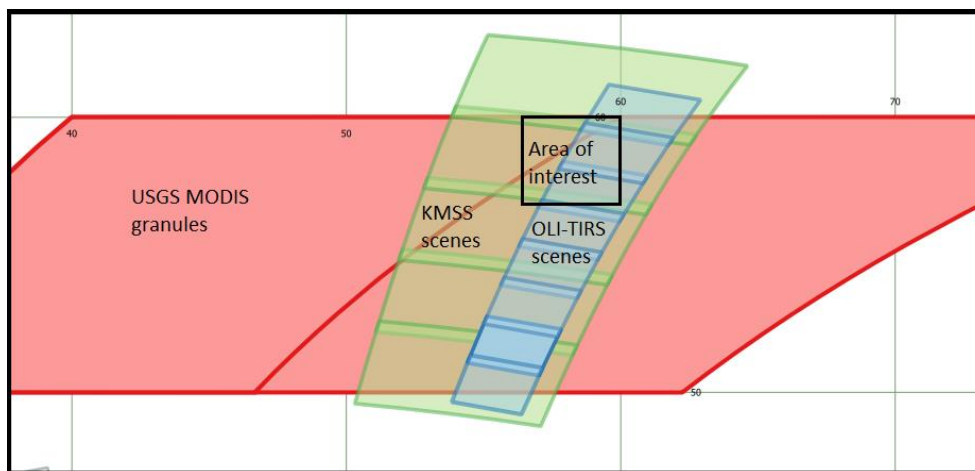 60
70
40
50
60
Area of
interest
USGS MODIS
granules
KMSS
scenes
OLI-TIRS
scenes
50